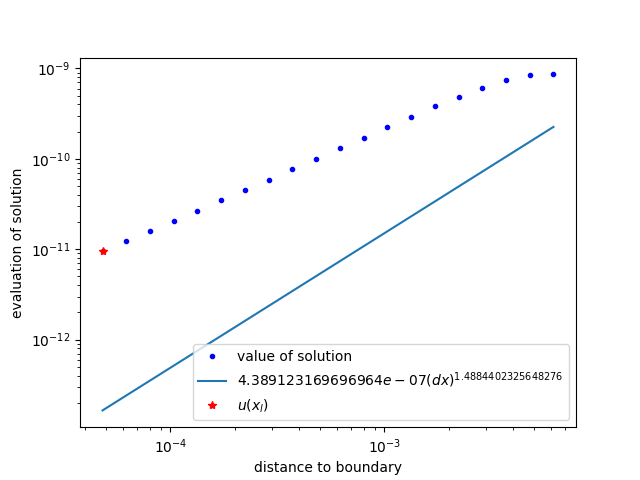 evaluation of solution
10^{-9}
10^{-10}
10^{-11}
10^{-12}
value of solution
4.389123169696964e − 07(dx)^{1.4884402325648276}
u(x_I)
10^{-4}
10^{-3}
distance to boundary